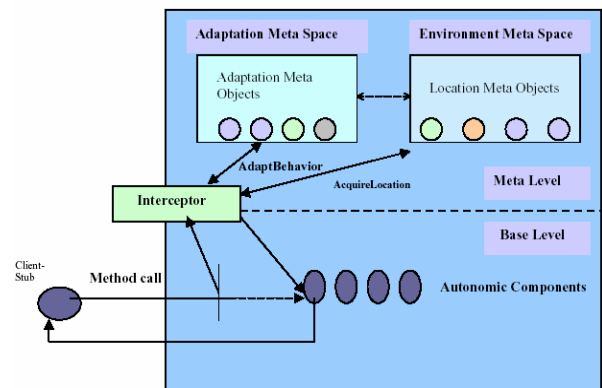 Adaptation Meta Space
Environment Meta Space
Adaptation Meta
Objects
Location Meta Objects
AdaptBehavior
AcquireLocation
Meta Level
Interceptor
Base Level
Client-
Stub
Method call
Autonomic Components